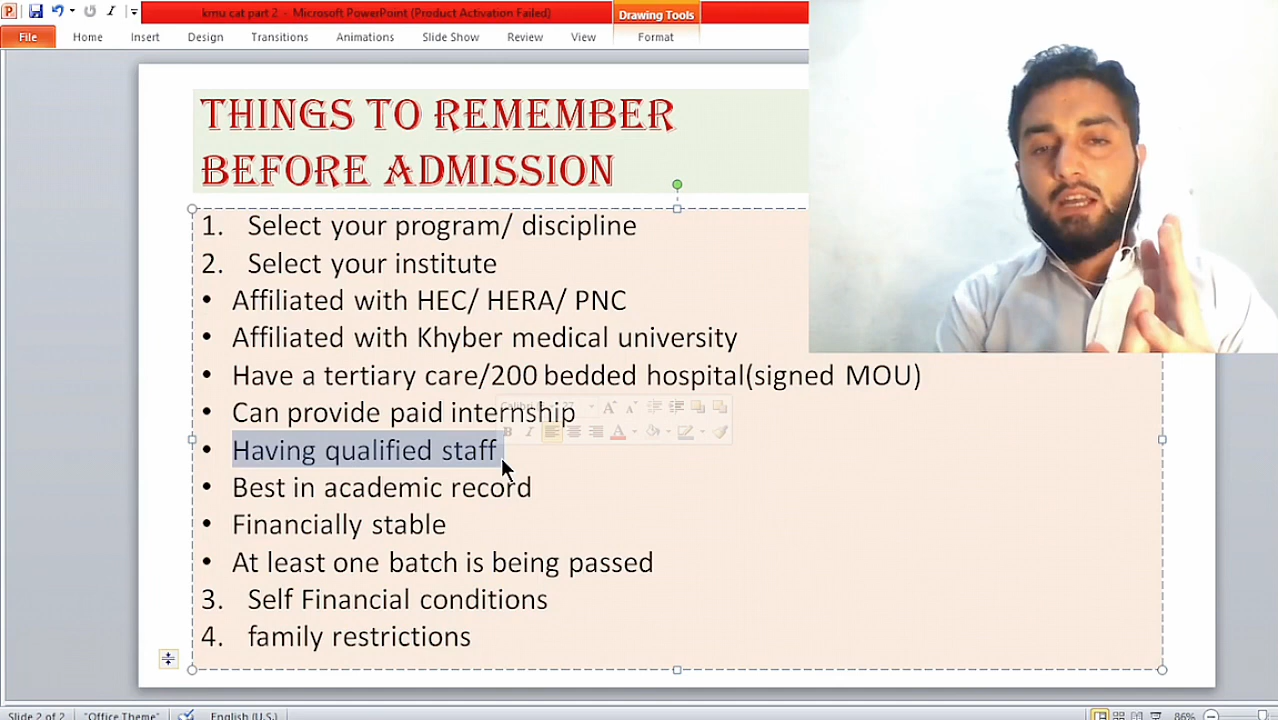 kmu cat part 2 - Microsoft PowerPoint (Product Activation Failed)
Drawing Tools
File Home Insert Design Transitions Animations Slide Show Review View Format
THINGS TO REMEMBER
BEFORE ADMISSION
1. Select your program/ discipline
2. Select your institute
• Affiliated with HEC/ HERA/ PNC
• Affiliated with Khyber medical university
• Have a tertiary care/200 bedded hospital(signed MOU)
• Can provide paid internship
• Having qualified staff
• Best in academic record
• Financially stable
• At least one batch is being passed
3. Self Financial conditions
4. family restrictions
Slide 2 of 2 "Office Theme" English (U.S.) 86%